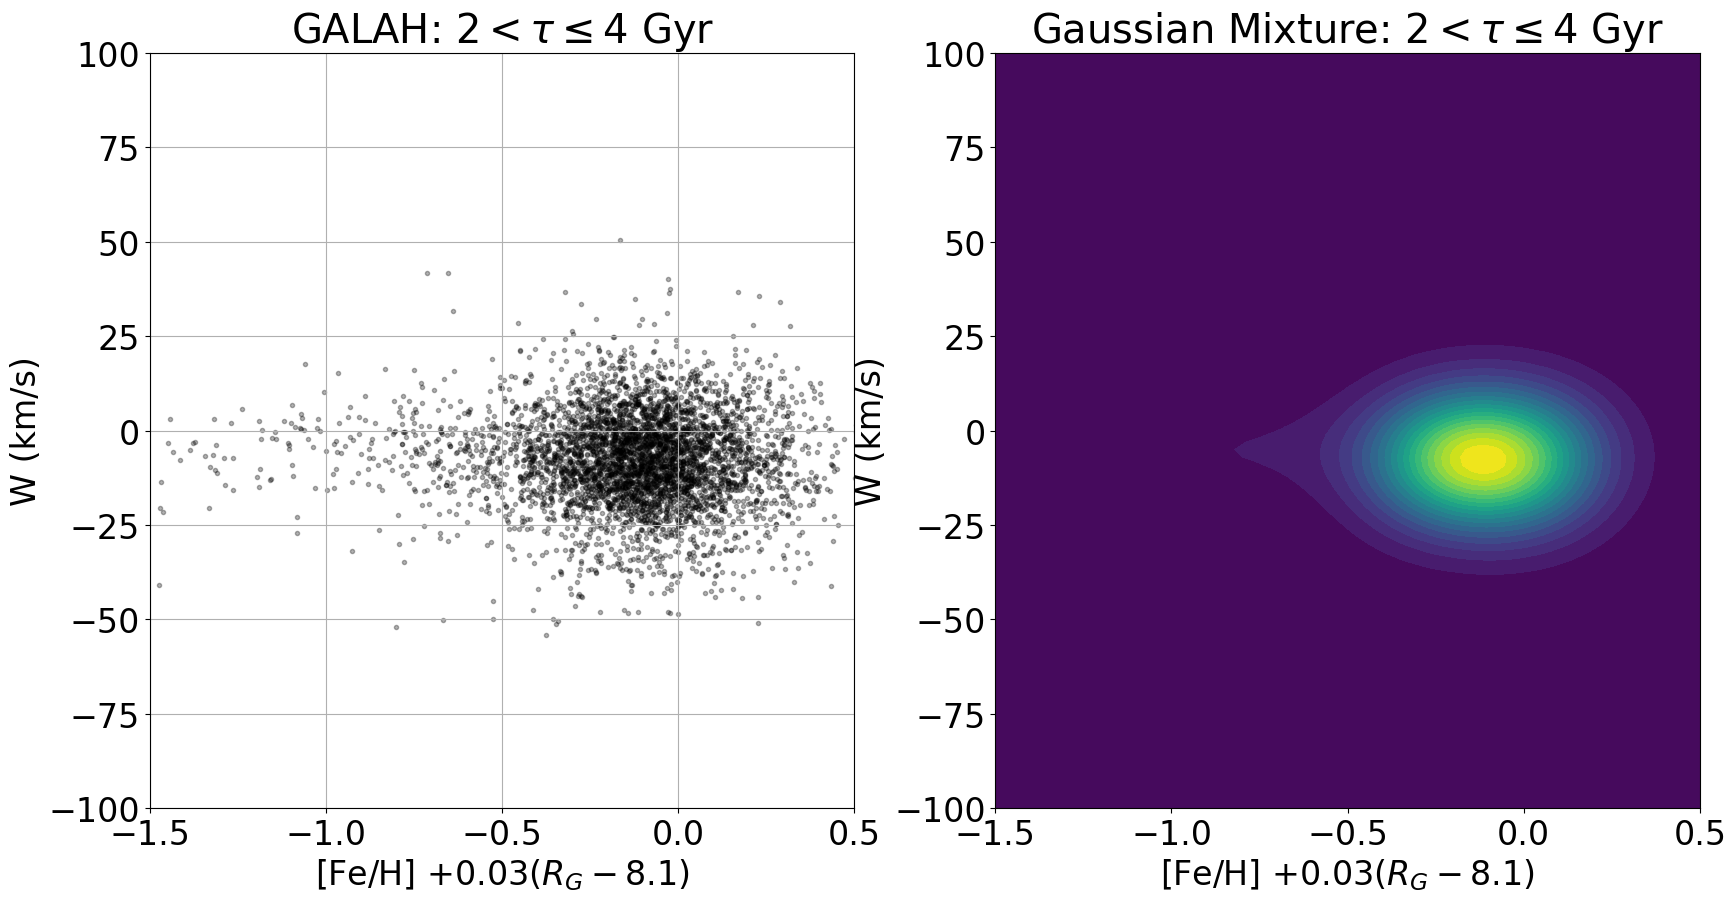 GALAH: 2 < τ ≤ 4 Gyr
100
75
50
25
0
−25
−50
−75
−100
W (km/s)
−1.5 −1.0 −0.5 0.0 0.5
[Fe/H] +0.03(R_G − 8.1)
Gaussian Mixture: 2 < τ ≤ 4 Gyr
100
75
50
25
0
−25
−50
−75
−100
W (km/s)
−1.5 −1.0 −0.5 0.0 0.5
[Fe/H] +0.03(R_G − 8.1)